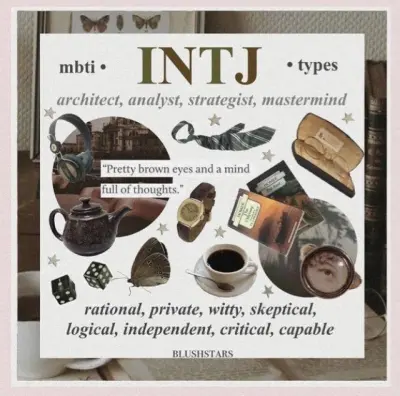 mbti • INTJ • types
architect, analyst, strategist, mastermind
“Pretty brown eyes and a mind
full of thoughts.”
rational, private, witty, skeptical,
logical, independent, critical, capable
BLUSHSTARS